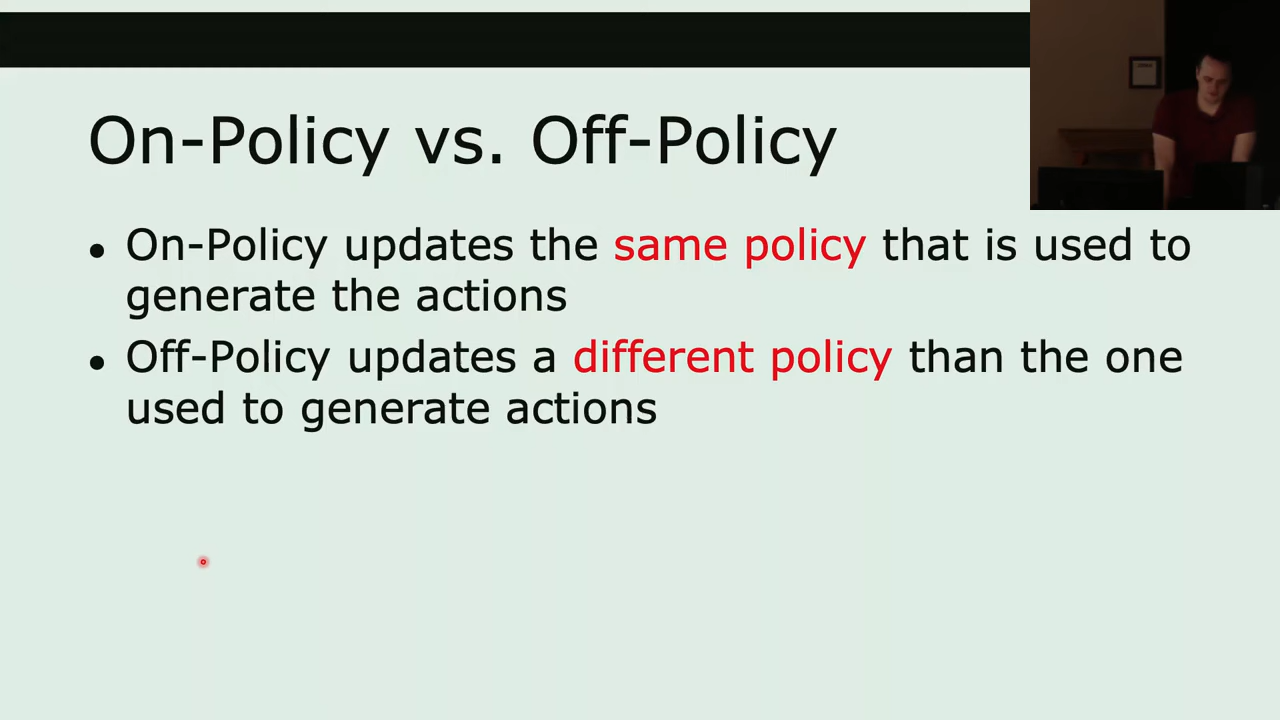 On-Policy vs. Off-Policy
• On-Policy updates the same policy that is used to
generate the actions
• Off-Policy updates a different policy than the one
used to generate actions